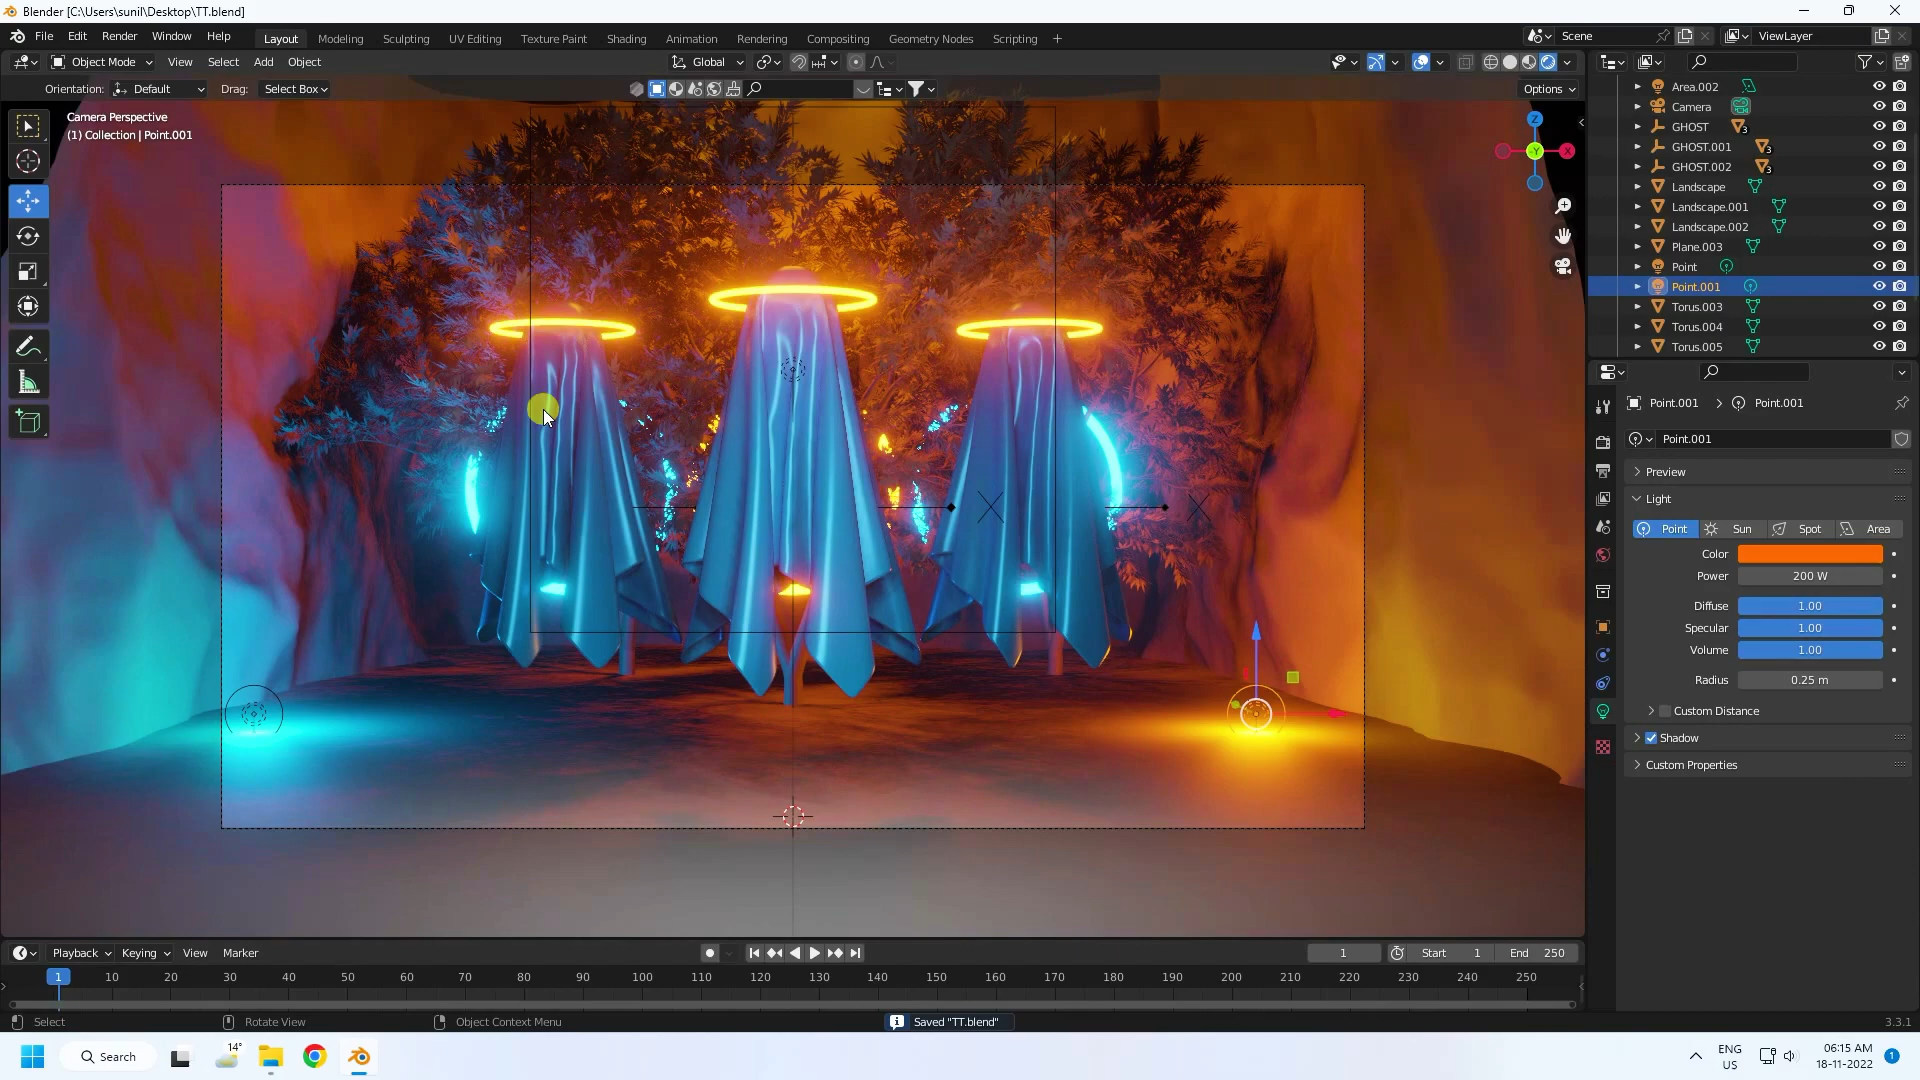 Blender [C:\Users\sunil\Desktop\TT.blend]
File Edit Render Window Help Layout Modeling Sculpting UV Editing Texture Paint Shading Animation Rendering Compositing Geometry Nodes Scripting + Scene ViewLayer
Object Mode View Select Add Object Global
Orientation: Default Drag: Select Box Options
Camera Perspective
(1) Collection | Point.001
Z
X
-Y
Area.002
Camera
GHOST 3
GHOST.001 3
GHOST.002 3
Landscape
Landscape.001
Landscape.002
Plane.003
Point
Point.001
Torus.003
Torus.004
Torus.005
Point.001 > Point.001
Point.001
Preview
Light
Point Sun Spot Area
Color
Power 200 W
Diffuse 1.00
Specular 1.00
Volume 1.00
Radius 0.25 m
Custom Distance
Shadow
Custom Properties
Playback Keying View Marker 1 Start 1 End 250
1 10 20 30 40 50 60 70 80 90 100 110 120 130 140 150 160 170 180 190 200 210 220 230 240 250
Select Rotate View Object Context Menu Saved "TT.blend" 3.3.1
Search 14° ENG US 06:15 AM 18-11-2022 1